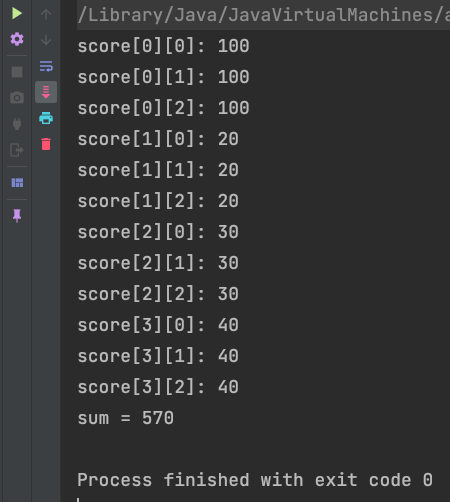 /Library/Java/JavaVirtualMachines/a
score[0][0]: 100
score[0][1]: 100
score[0][2]: 100
score[1][0]: 20
score[1][1]: 20
score[1][2]: 20
score[2][0]: 30
score[2][1]: 30
score[2][2]: 30
score[3][0]: 40
score[3][1]: 40
score[3][2]: 40
sum = 570
Process finished with exit code 0